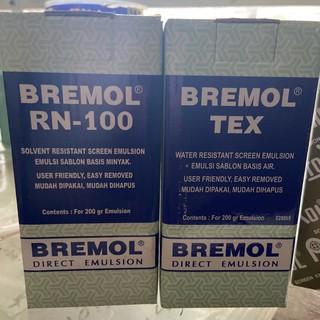 BREMOL®
RN-100
SOLVENT RESISTANT SCREEN EMULSION
EMULSI SABLON BASIS MINYAK.
USER FRIENDLY, EASY REMOVED
MUDAH DIPAKAI, MUDAH DIHAPUS
Contents : For 200 gr Emulsion
BREMOL®
DIRECT EMULSION
BREMOL®
TEX
WATER RESISTANT SCREEN EMULSION
EMULSI SABLON BASIS AIR.
USER FRIENDLY, EASY REMOVED
MUDAH DIPAKAI, MUDAH DIHAPUS
Contents : For 200 gr Emulsion
BREMOL®
DIRECT EMULSION